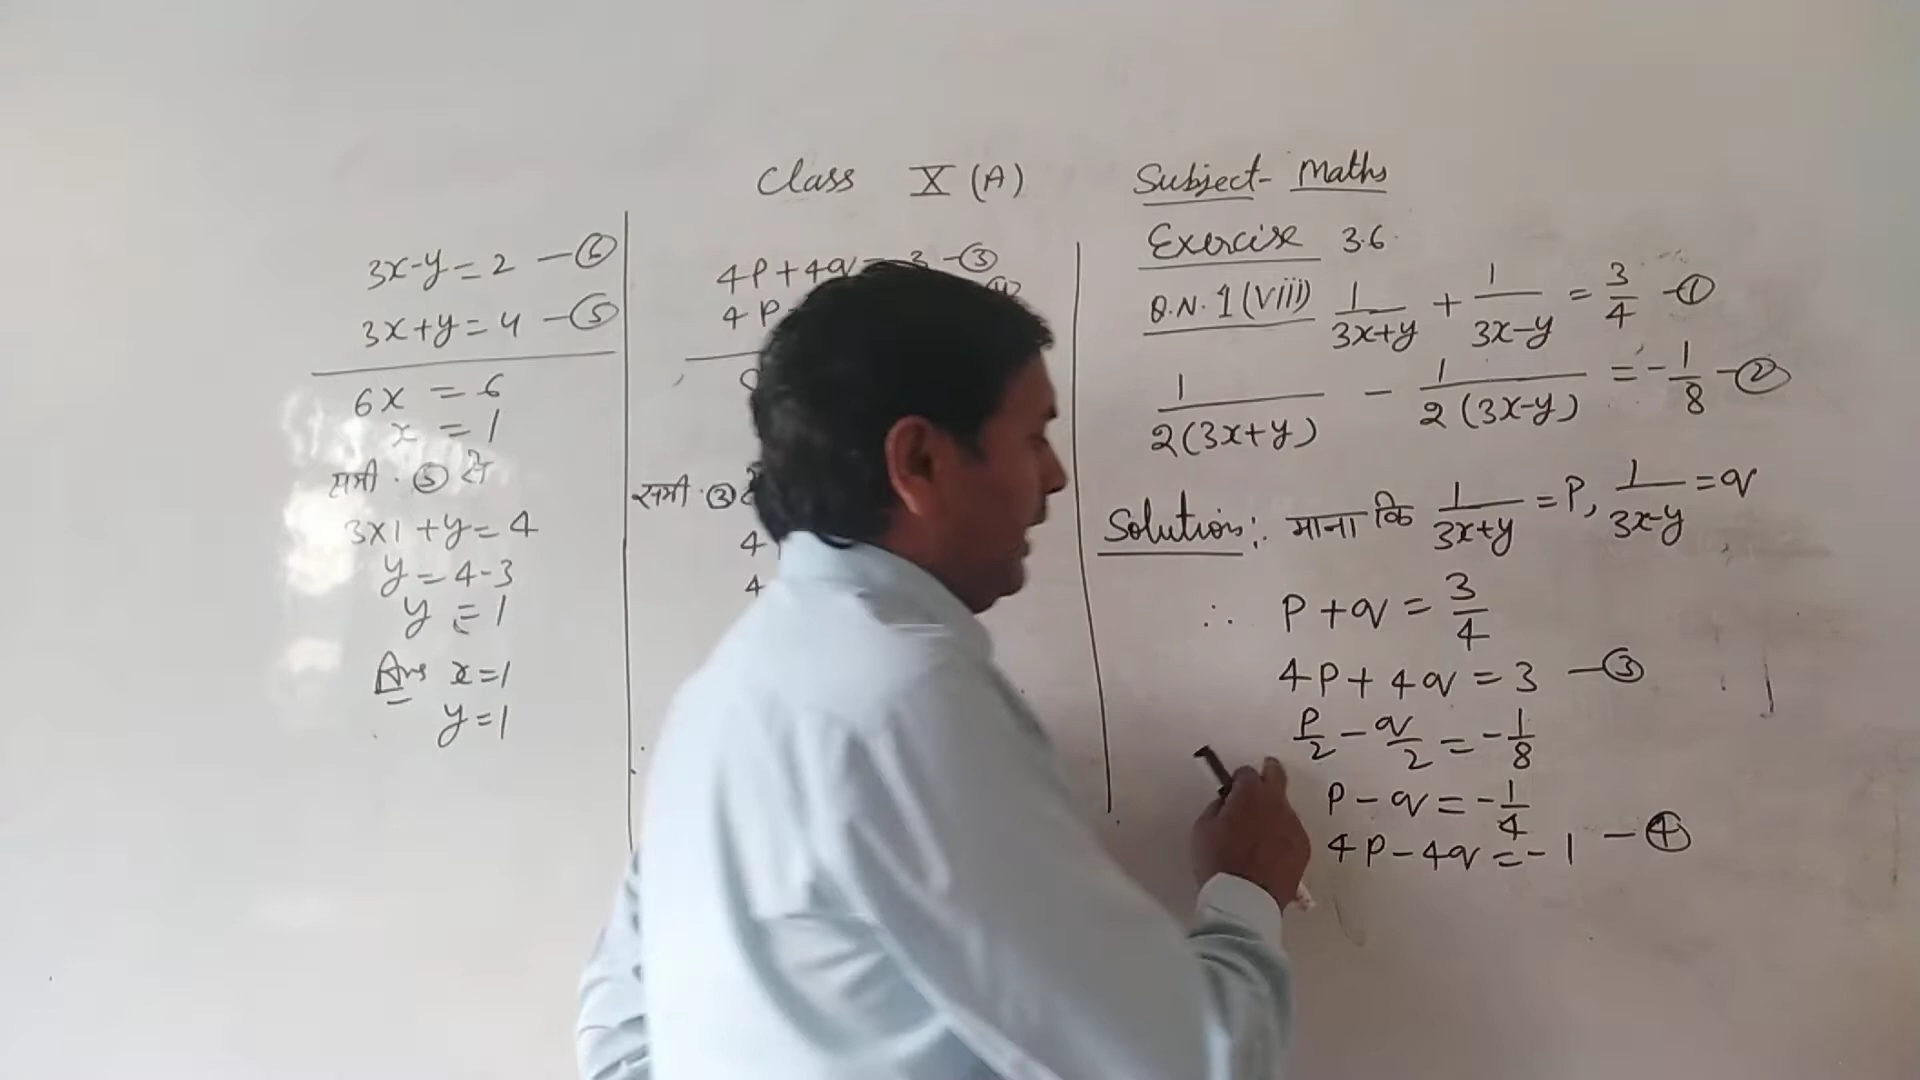 Class X (A)
Subject- Maths
Exercise 3.6
Q.N. 1 (viii) 1/(3x+y) + 1/(3x-y) = 3/4 -①
1/(2(3x+y)) - 1/(2(3x-y)) = -1/8 -②
Solution:. माना कि 1/(3x+y) = P, 1/(3x-y) = q
∴ P + q = 3/4
4P + 4q = 3 -③
P/2 - q/2 = -1/8
P - q = -1/4
4P - 4q = -1 -④
4P + 4q = 3 -③
4P
समी. ③
4
4
3x-y = 2 -⑥
3x+y = 4 -⑤
6x = 6
x = 1
समी. ⑤ से
3x1 + y = 4
y = 4-3
y = 1
Ans x=1
y=1